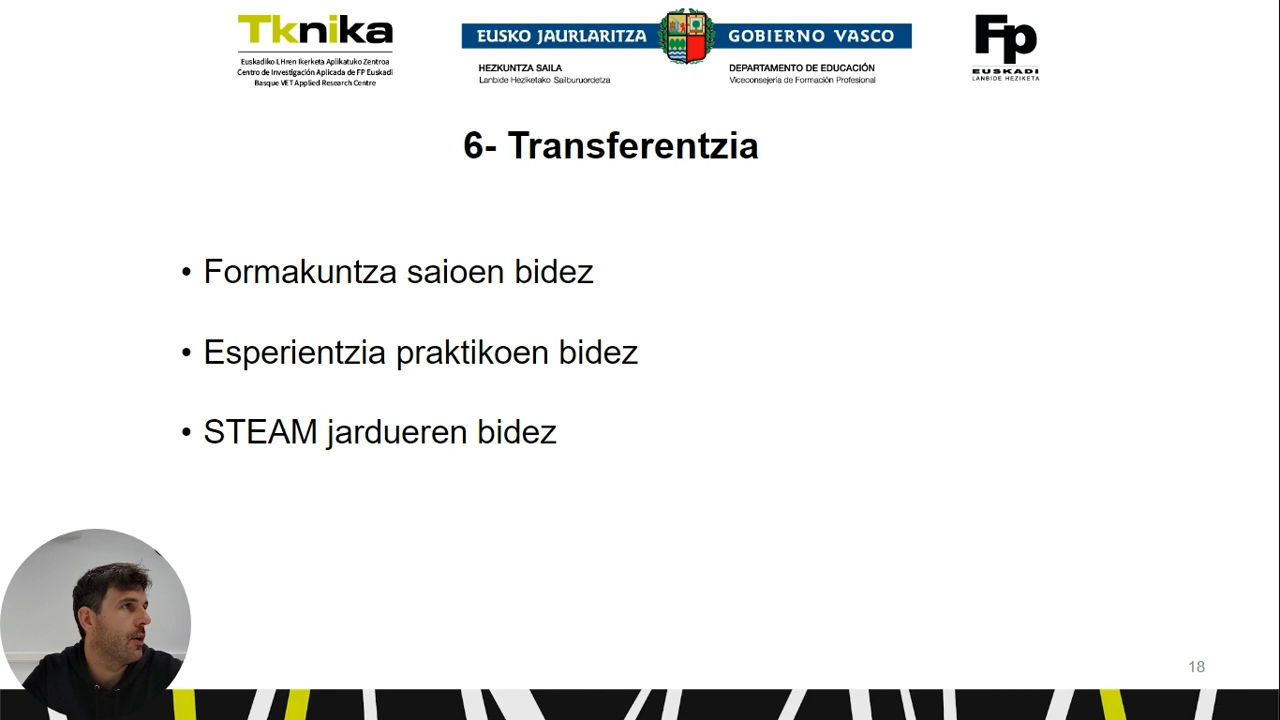 Tknika
Euskadiko LHren Ikerketa Aplikatuko Zentroa
Centro de Investigación Aplicada de FP Euskadi
Basque VET Applied Research Centre
EUSKO JAURLARITZA
GOBIERNO VASCO
HEZKUNTZA SAILA
Lanbide Heziketako Sailburuordetza
DEPARTAMENTO DE EDUCACIÓN
Viceconsejería de Formación Profesional
Fp
EUSKADI
LANBIDE HEZIKETA
6- Transferentzia
• Formakuntza saioen bidez
• Esperientzia praktikoen bidez
• STEAM jardueren bidez
18